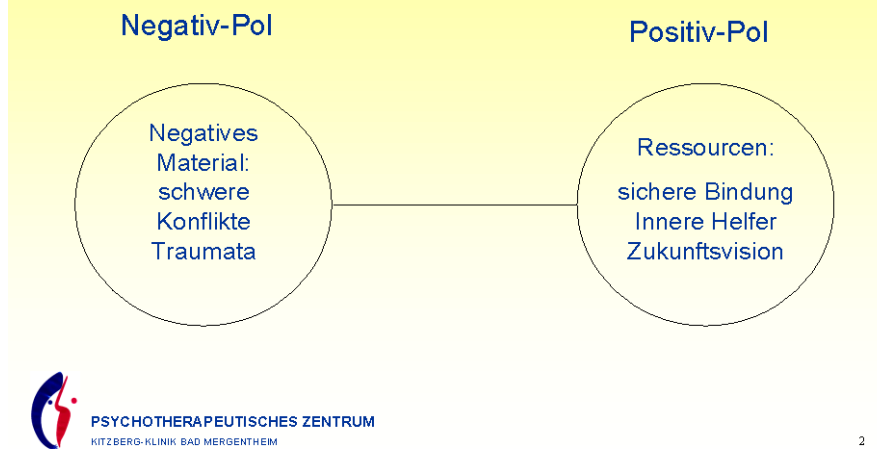 Negativ-Pol
Positiv-Pol
Negatives
Material:
schwere
Konflikte
Traumata
Ressourcen:
sichere Bindung
Innere Helfer
Zukunftsvision
PSYCHOTHERAPEUTISCHES ZENTRUM
KITZBERG-KLINIK BAD MERGENTHEIM
2